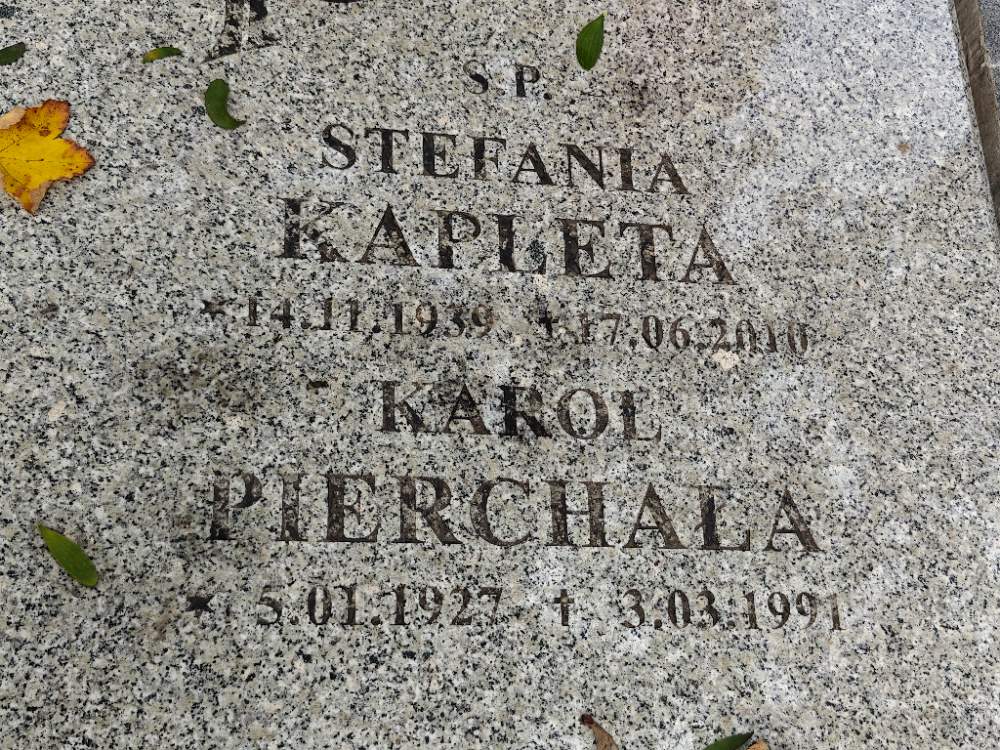 S.P.
STEFANIA
KAPLETA
★ 14.11.1939 ✝ 17.06.2010
KAROL
PIERCHAŁA
★ 5.01.1927 ✝ 3.03.1991